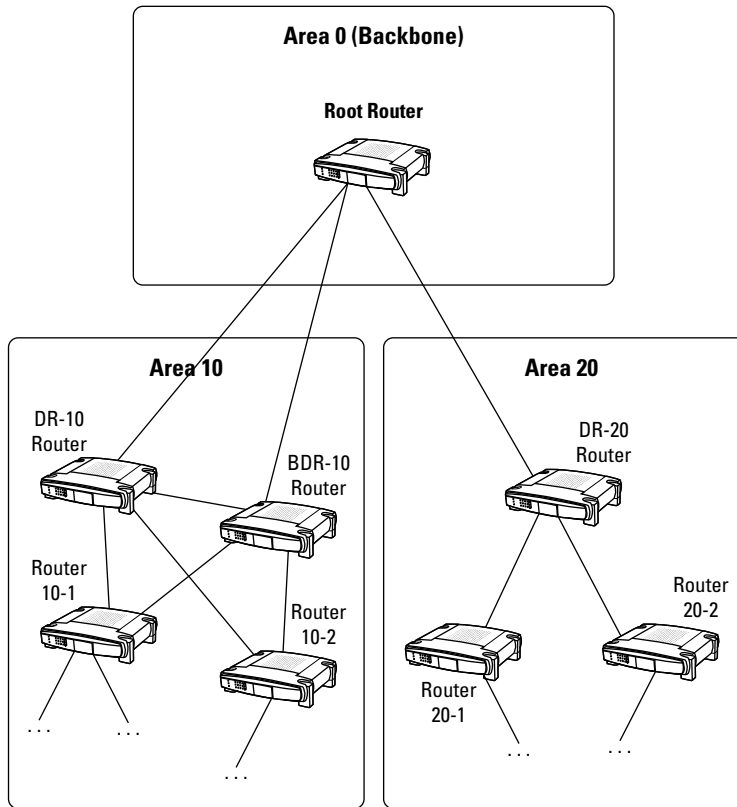 Area 0 (Backbone)
Root Router
Area 10
DR-10
Router
BDR-10
Router
Router
10-1
Router
10-2
. . .
. . .
. . .
Area 20
DR-20
Router
Router
20-1
Router
20-2
. . .
. . .